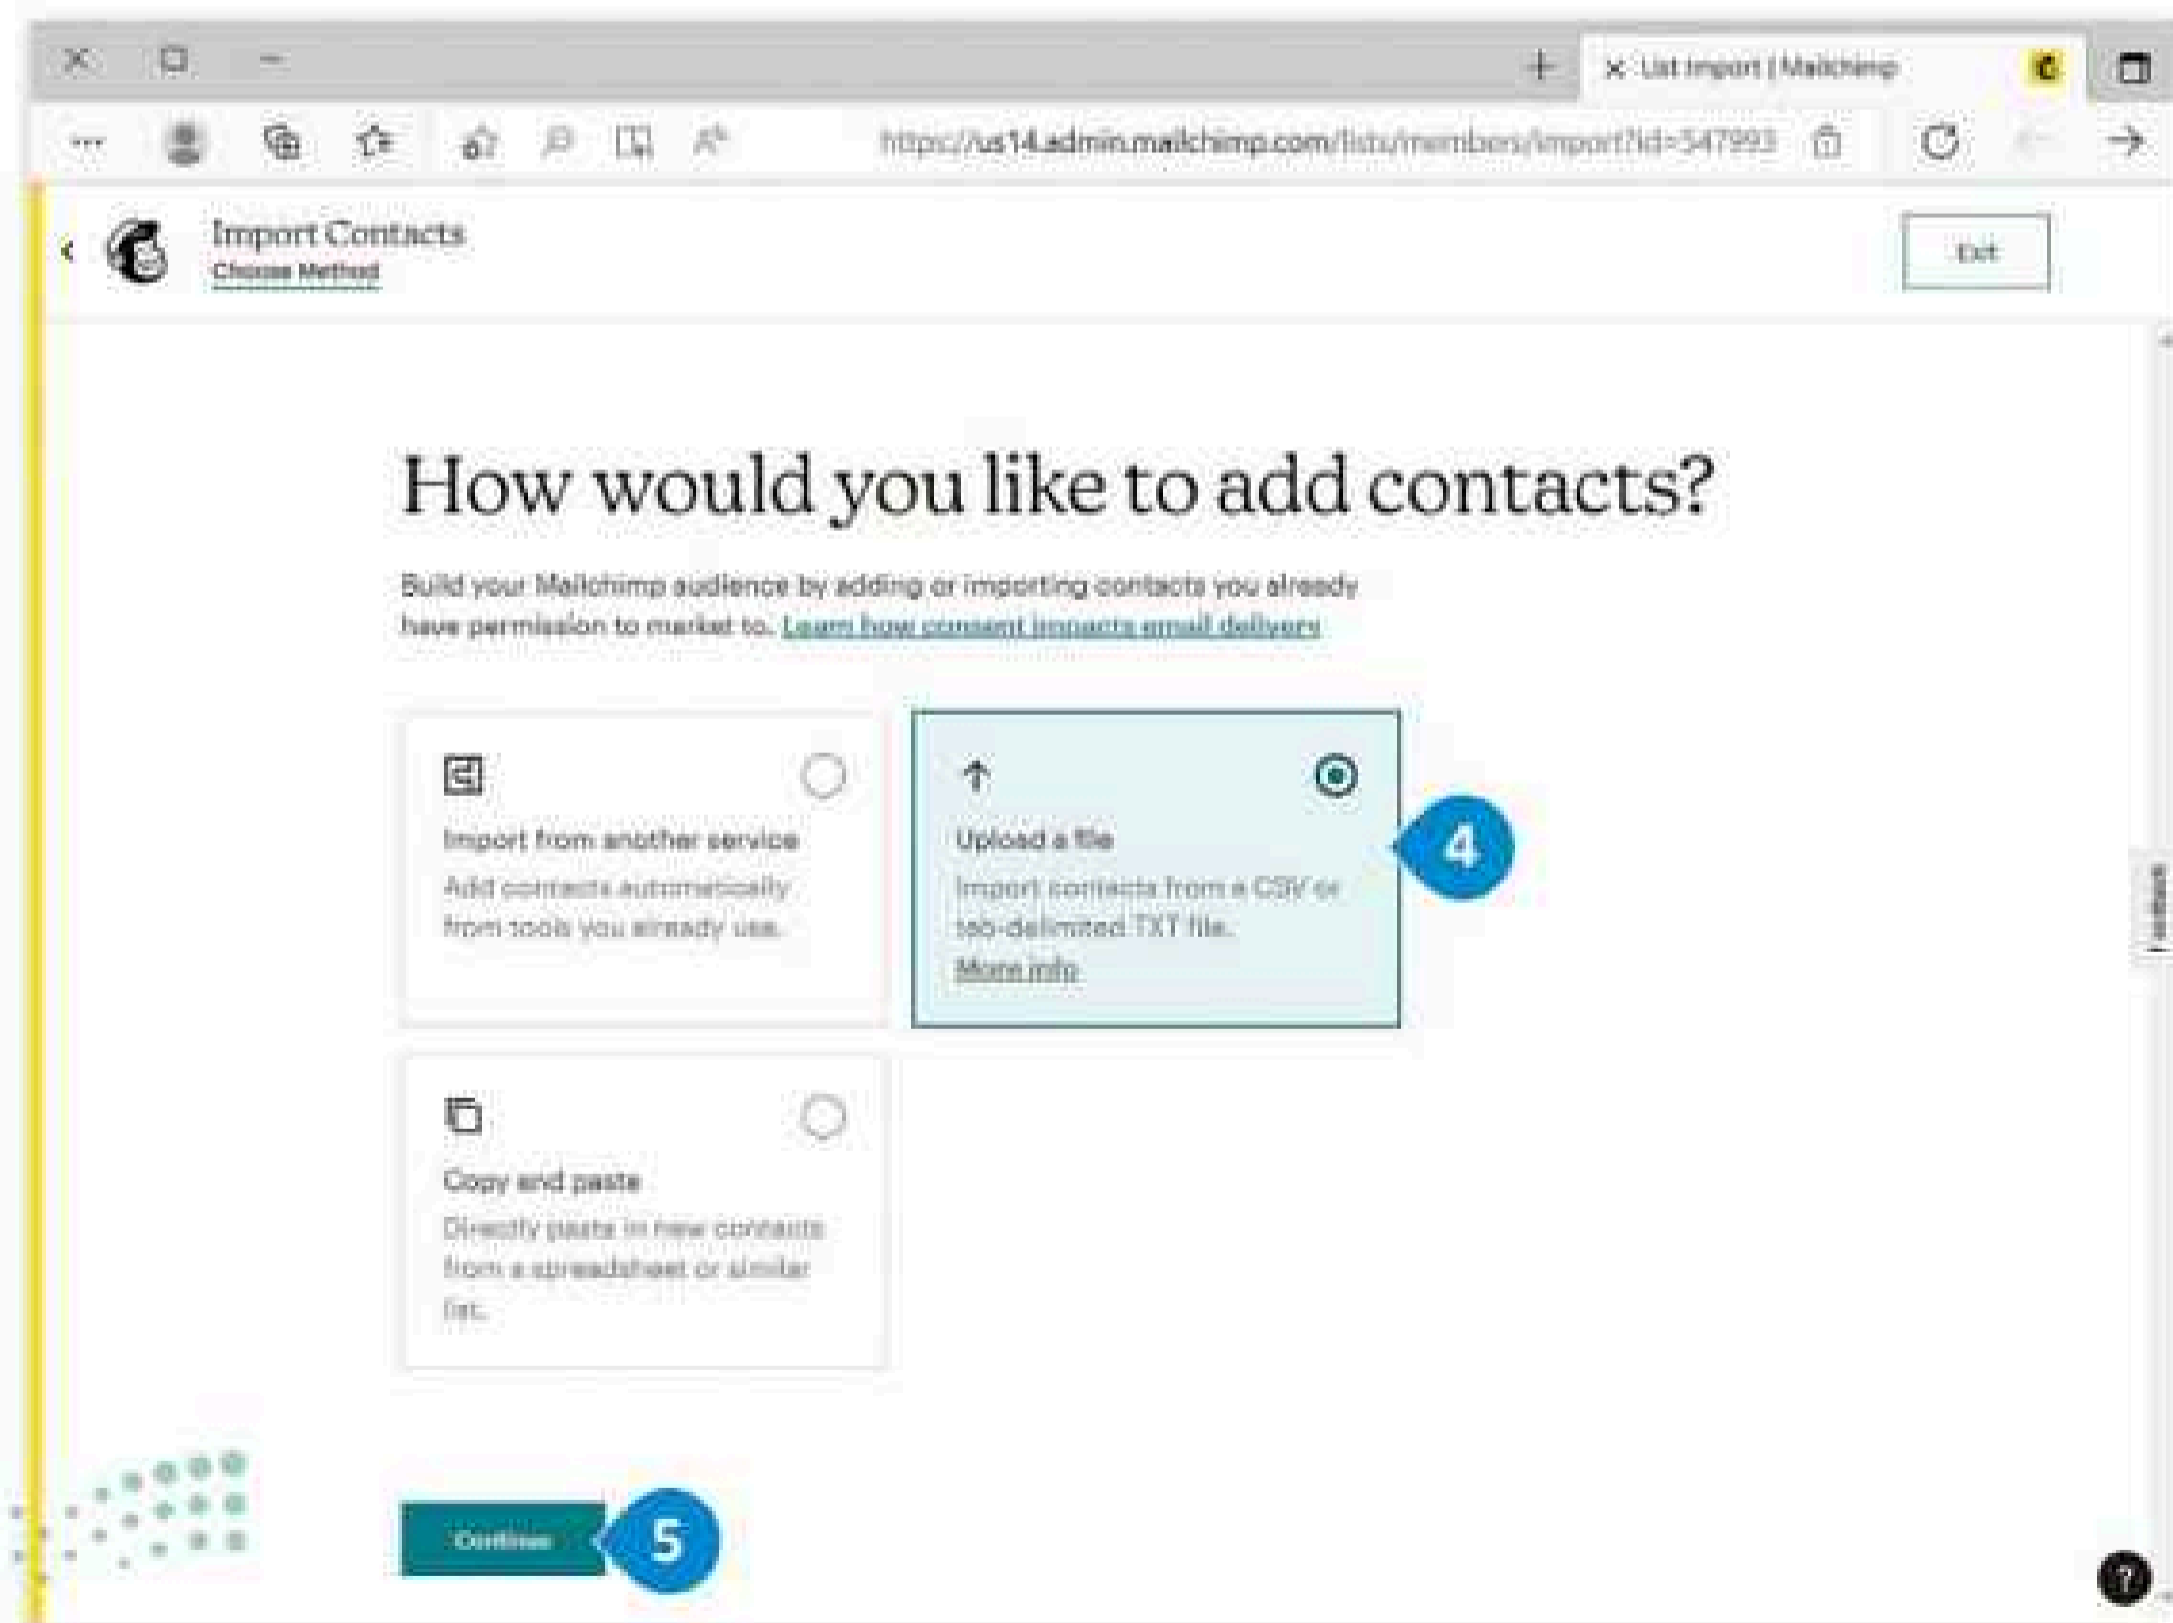 List Import | Mailchimp
https://us14.admin.mailchimp.com/lists/members/import?id=547993
Import Contacts
Choose Method
Exit
How would you like to add contacts?
Build your Mailchimp audience by adding or importing contacts you already
have permission to market to. Learn how consent impacts email delivery
Import from another service
Add contacts automatically
from tools you already use.
Upload a file
Import contacts from a CSV or
tab-delimited TXT file.
More info
4
Copy and paste
Directly paste in new contacts
from a spreadsheet or similar
list.
Continue
5
?